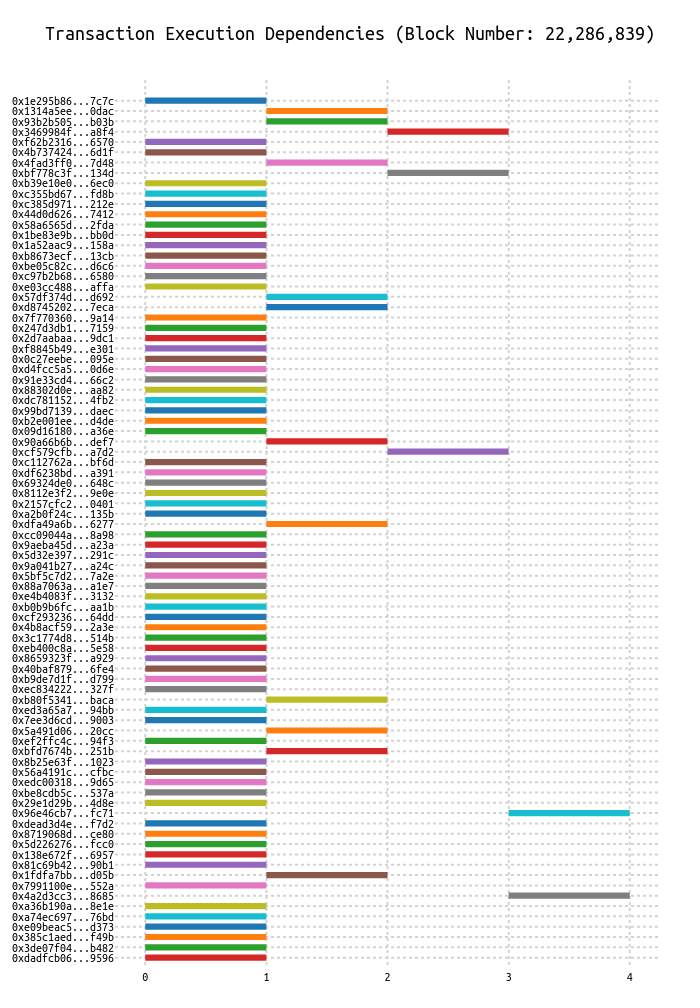 Transaction Execution Dependencies (Block Number: 22,286,839)
0x1e295b86...7c7c
0x1314a5ee...0dac
0x93b2b505...b03b
0x3469984f...a8f4
0xf62b2316...6570
0x4b737424...6d1f
0x4fad3ff0...7d48
0xbf778c3f...134d
0xb39e10e0...6ec0
0xc355bd67...fd8b
0xc385d971...212e
0x44d0d626...7412
0x58a6565d...2fda
0x1be83e9b...bb0d
0x1a52aac9...158a
0xb8673ecf...13cb
0xbe05c82c...d6c6
0xc97b2b68...6580
0xe03cc488...affa
0x57df374d...d692
0xd8745202...7eca
0x7f770360...9a14
0x247d3db1...7159
0x2d7aabaa...9dc1
0xf8845b49...e301
0x0c27eebe...095e
0xd4fcc5a5...0d6e
0x91e33cd4...66c2
0x88302d0e...aa82
0xdc781152...4fb2
0x99bd7139...daec
0xb2e001ee...d4de
0x09d16180...a36e
0x90a66b6b...def7
0xcf579cfb...a7d2
0xc112762a...bf6d
0xdf6238bd...a391
0x69324de0...648c
0x8112e3f2...9e0e
0x2157cfc2...0401
0xa2b0f24c...135b
0xdfa49a6b...6277
0xcc09044a...8a98
0x9aeba45d...a23a
0x5d32e397...291c
0x9a041b27...a24c
0x5bf5c7d2...7a2e
0x88a7063a...a1e7
0xe4b4083f...3132
0xb0b9b6fc...aa1b
0xcf293236...64dd
0x4b8acf59...2a3e
0x3c1774d8...514b
0xeb400c8a...5e58
0x8659323f...a929
0x40baf879...6fe4
0xb9de7d1f...d799
0xec834222...327f
0xb80f5341...baca
0xed3a65a7...94bb
0x7ee3d6cd...9003
0x5a491d06...20cc
0xef2ffc4c...94f3
0xbfd7674b...251b
0x8b25e63f...1023
0x56a4191c...cfbc
0xedc00318...9d65
0xbe8cdb5c...537a
0x29e1d29b...4d8e
0x96e46cb7...fc71
0xdead3d4e...f7d2
0x8719068d...ce80
0x5d226276...fcc0
0x138e672f...6957
0x81c69b42...90b1
0x1fdfa7bb...d05b
0x7991100e...552a
0x4a2d3cc3...8685
0xa36b190a...8e1e
0xa74ec697...76bd
0xe09beac5...d373
0x385c1aed...f49b
0x3de07f04...b482
0xdadfcb06...9596
0 1 2 3 4